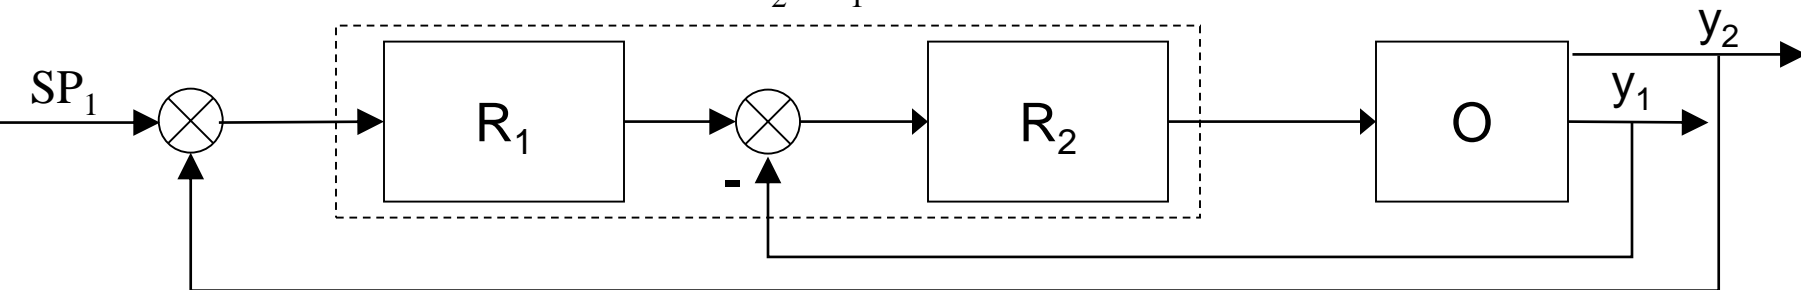 SP₁
R₁
-
R₂
O
y₂
y₁